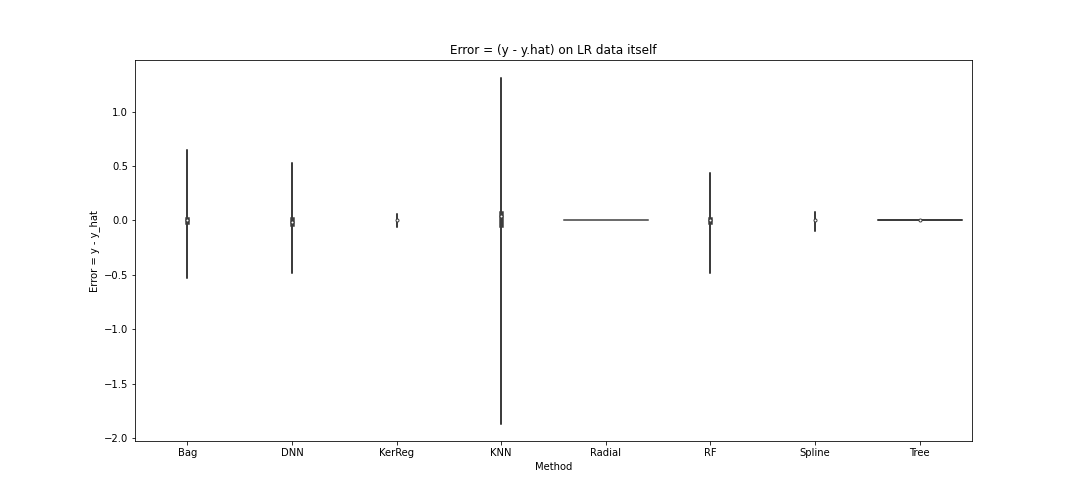 Error = (y - y.hat) on LR data itself
1.0
0.5
0.0
−0.5
−1.0
−1.5
−2.0
Error = y - y_hat
Bag DNN KerReg KNN Radial RF Spline Tree
Method